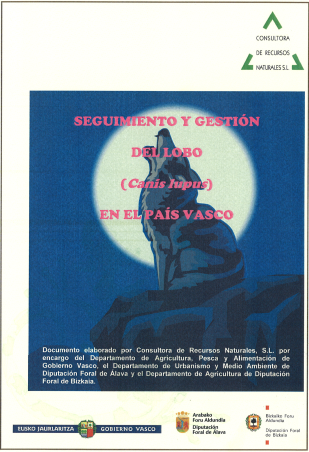 CONSULTORA
DE RECURSOS
NATURALES S.L.
SEGUIMIENTO Y GESTIÓN
DEL LOBO
(Canis lupus)
EN EL PAÍS VASCO
Documento elaborado por Consultora de Recursos Naturales, S.L. por
encargo del Departamento de Agricultura, Pesca y Alimentación de
Gobierno Vasco, el Departamento de Urbanismo y Medio Ambiente de
Diputación Foral de Alava y el Departamento de Agricultura de Diputación
Foral de Bizkaia.
EUSKO JAURLARITZA
GOBIERNO VASCO
Arabako
Foru Aldundia
Diputación
Foral de Alava
Bizkaiko Foru
Aldundia
Diputación Foral
de Bizkaia